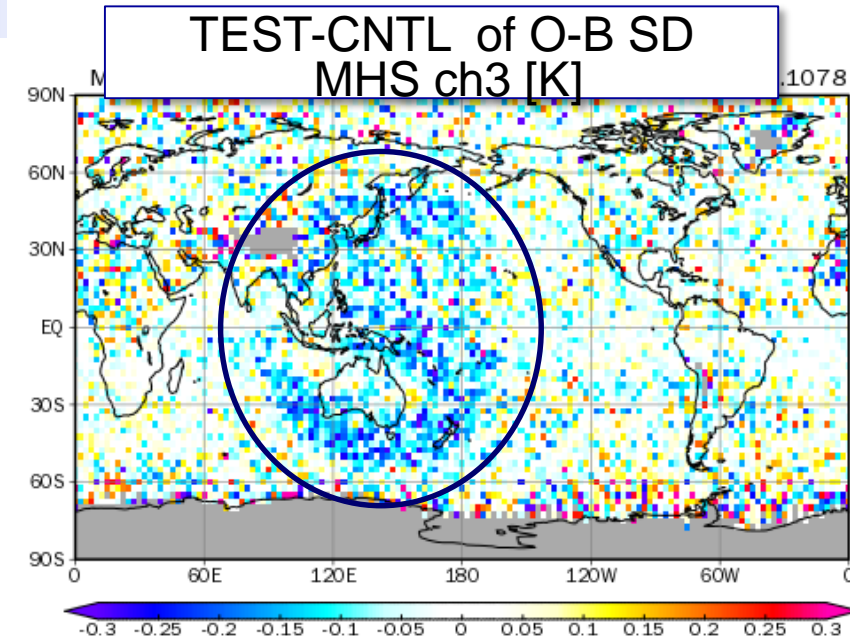 TEST-CNTL of O-B SD
MHS ch3 [K]
M
.1078
90N
60N
30N
EQ
30S
60S
90S
0 60E 120E 180 120W 60W 0
-0.3 -0.25 -0.2 -0.15 -0.1 -0.05 0 0.05 0.1 0.15 0.2 0.25 0.3